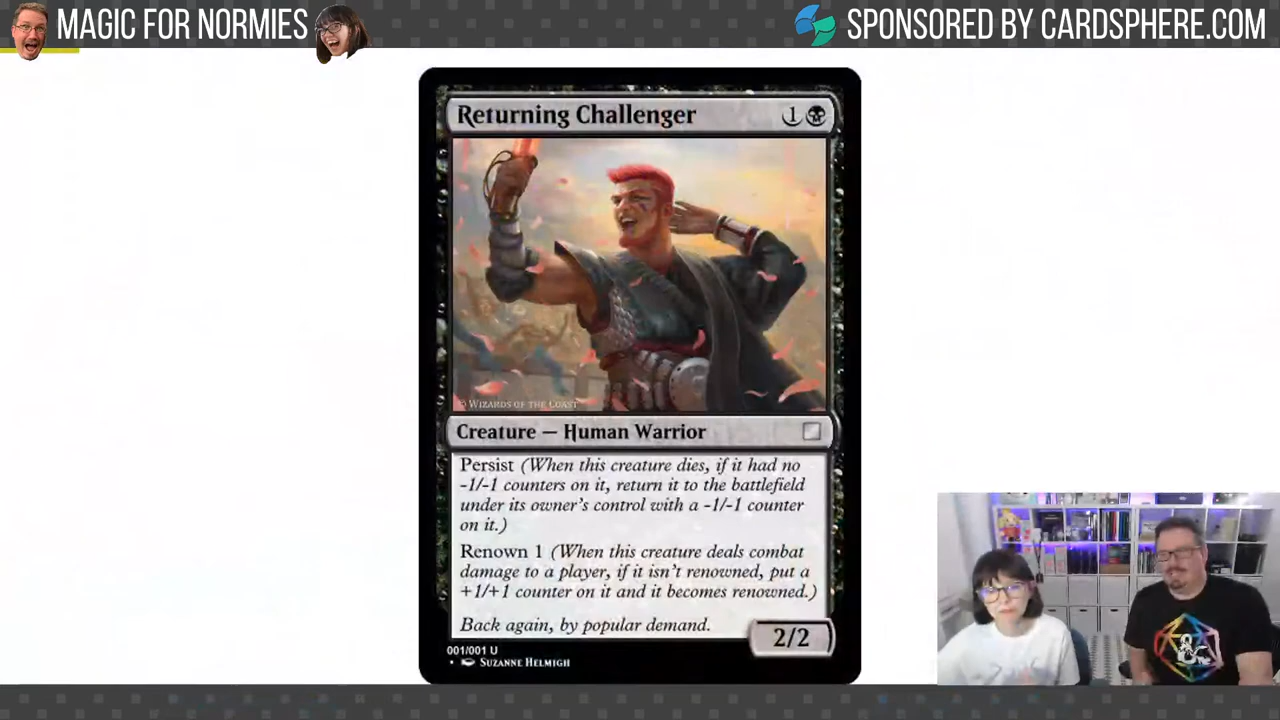 MAGIC FOR NORMIES
SPONSORED BY CARDSPHERE.COM
Returning Challenger
1
© WIZARDS OF THE COAST
Creature — Human Warrior
Persist (When this creature dies, if it had no
-1/-1 counters on it, return it to the battlefield
under its owner's control with a -1/-1 counter
on it.)
Renown 1 (When this creature deals combat
damage to a player, if it isn't renowned, put a
+1/+1 counter on it and it becomes renowned.)
Back again, by popular demand.
2/2
001/001 U
• SUZANNE HELMIGH